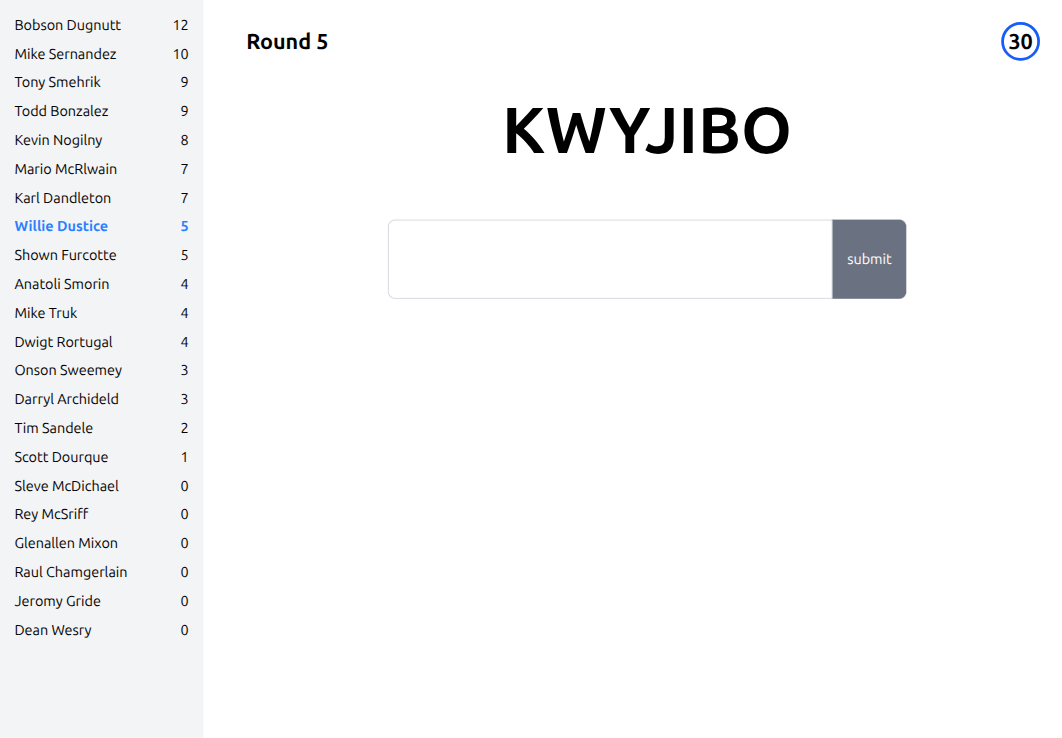 Bobson Dugnutt 12
Mike Sernandez 10
Tony Smehrik 9
Todd Bonzalez 9
Kevin Nogilny 8
Mario McRlwain 7
Karl Dandleton 7
Willie Dustice 5
Shown Furcotte 5
Anatoli Smorin 4
Mike Truk 4
Dwigt Rortugal 4
Onson Sweemey 3
Darryl Archideld 3
Tim Sandele 2
Scott Dourque 1
Sleve McDichael 0
Rey McSriff 0
Glenallen Mixon 0
Raul Chamgerlain 0
Jeromy Gride 0
Dean Wesry 0
Round 5
30
KWYJIBO
submit